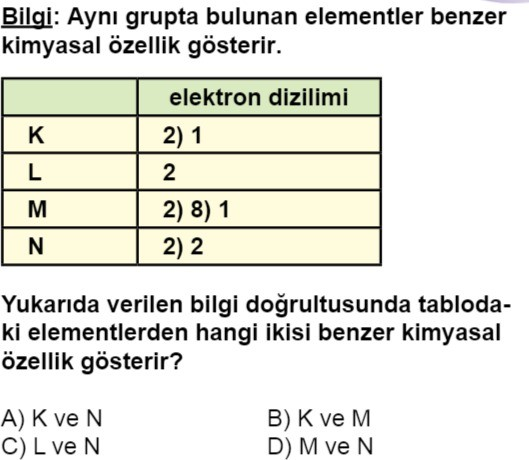 Bilgi: Aynı grupta bulunan elementler benzer
kimyasal özellik gösterir.
elektron dizilimi
K 2) 1
L 2
M 2) 8) 1
N 2) 2
Yukarıda verilen bilgi doğrultusunda tabloda-
ki elementlerden hangi ikisi benzer kimyasal
özellik gösterir?
A) K ve N B) K ve M
C) L ve N D) M ve N